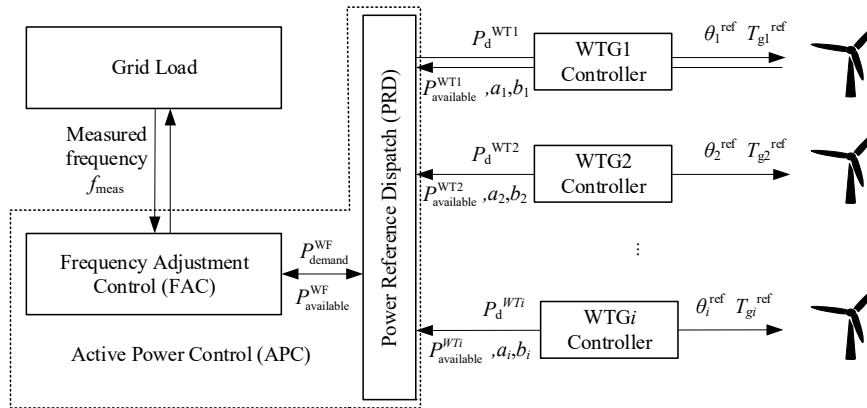 Grid Load
Measured
frequency
f_meas
Frequency Adjustment
Control (FAC)
P_demand^WF
P_available^WF
Active Power Control (APC)
Power Reference Dispatch (PRD)
P_d^WT1
P_available^WT1 ,a_1,b_1
WTG1
Controller
θ_1^ref T_g1^ref
P_d^WT2
P_available^WT2 ,a_2,b_2
WTG2
Controller
θ_2^ref T_g2^ref
⋮
P_d^WTi
P_available^WTi ,a_i,b_i
WTGi
Controller
θ_i^ref T_gi^ref